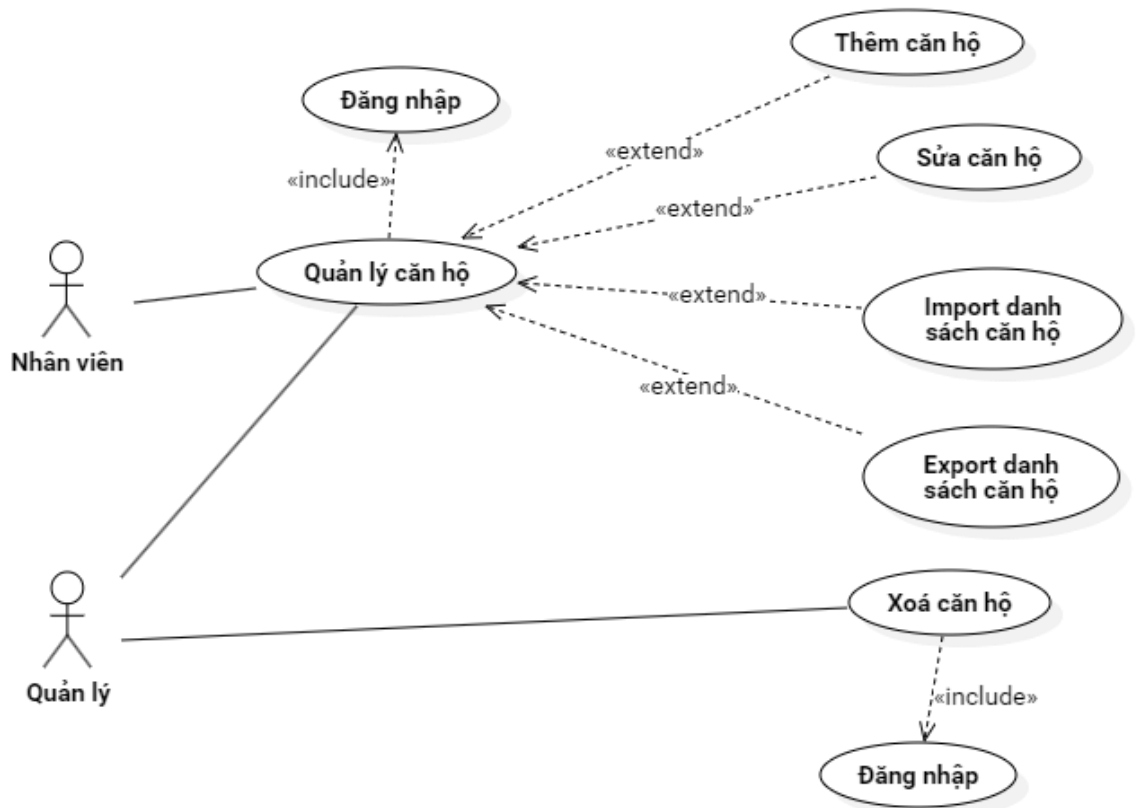 Thêm căn hộ
Đăng nhập
«extend»
Sửa căn hộ
«include»
«extend»
Quản lý căn hộ
«extend»
Import danh
sách căn hộ
Nhân viên
«extend»
Export danh
sách căn hộ
Xoá căn hộ
Quản lý
«include»
Đăng nhập